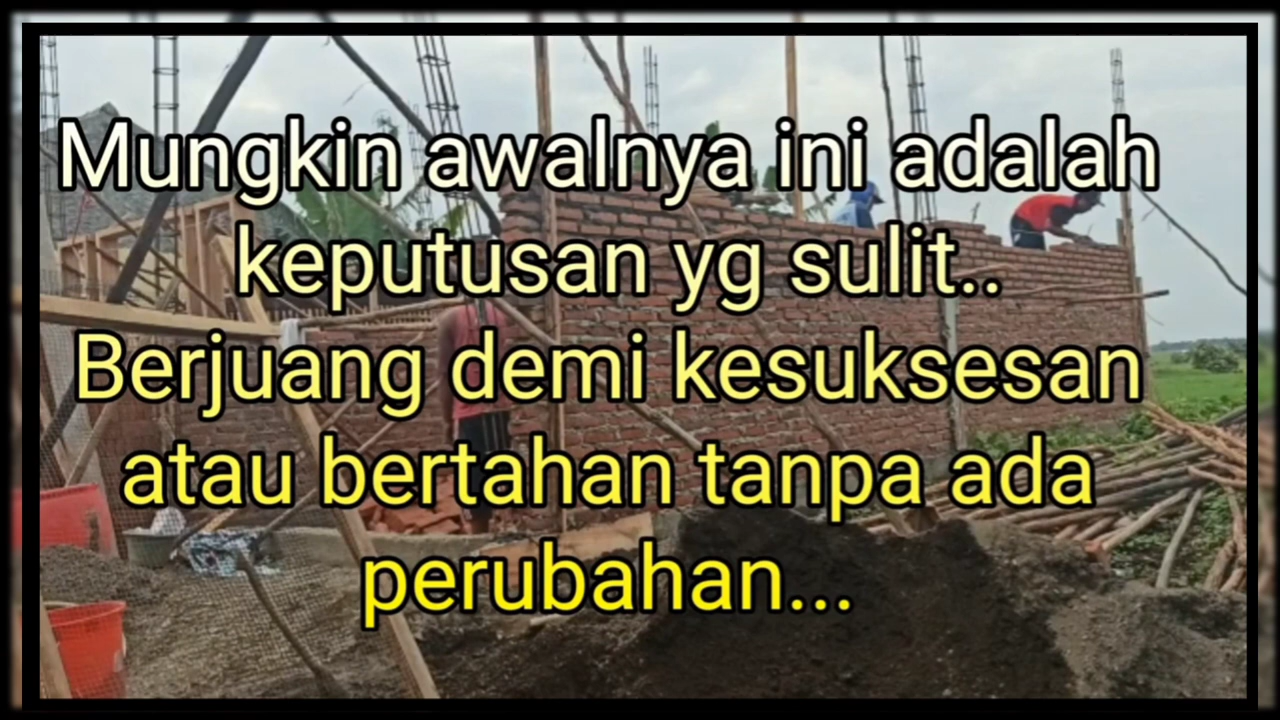 Mungkin awalnya ini adalah
keputusan yg sulit..
Berjuang demi kesuksesan
atau bertahan tanpa ada
perubahan...